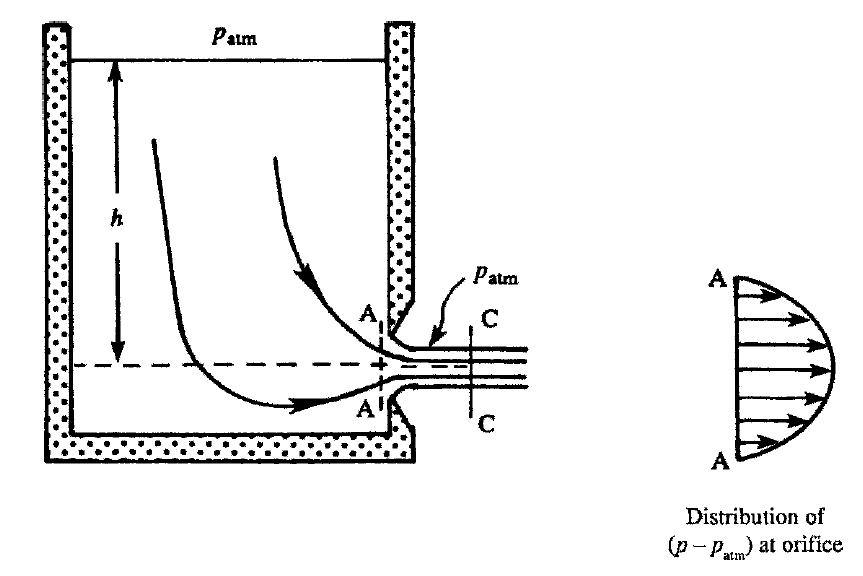 p_atm
h
p_atm
A
C
A
C
A
A
Distribution of
(p – p_atm) at orifice